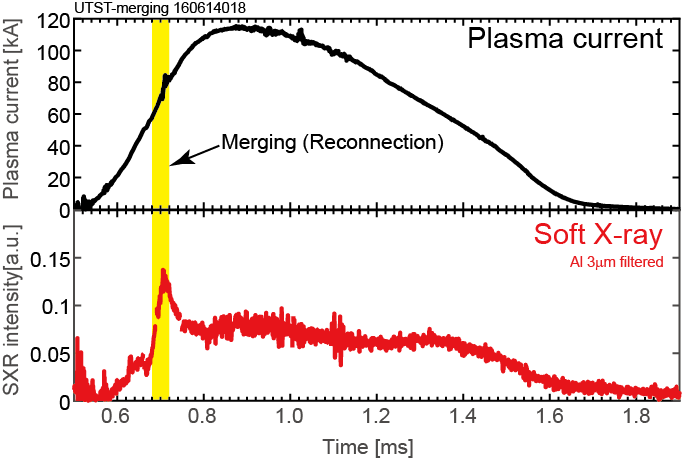 UTST-merging 160614018
Plasma current [kA]
120
100
80
60
40
20
0
Plasma current
Merging (Reconnection)
SXR intensity[a.u.]
0.15
0.1
0.05
0
Soft X-ray
Al 3μm filtered
0.6 0.8 1.0 1.2 1.4 1.6 1.8
Time [ms]